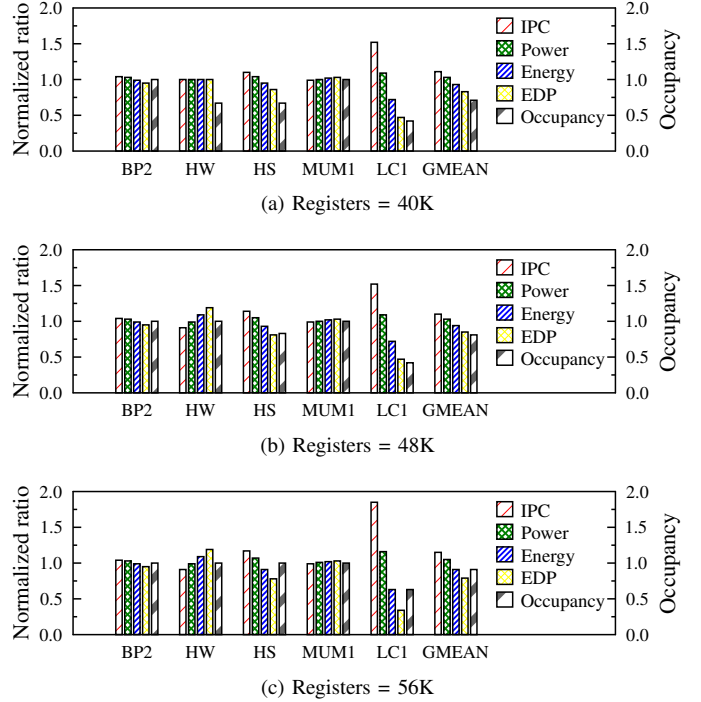 2.0 2.0
1.5 1.5
1.0 1.0
0.5 0.5
0.0 0.0
Normalized ratio
Occupancy
IPC
Power
Energy
EDP
Occupancy
BP2 HW HS MUM1 LC1 GMEAN
(a) Registers = 40K
2.0 2.0
1.5 1.5
1.0 1.0
0.5 0.5
0.0 0.0
Normalized ratio
Occupancy
IPC
Power
Energy
EDP
Occupancy
BP2 HW HS MUM1 LC1 GMEAN
(b) Registers = 48K
2.0 2.0
1.5 1.5
1.0 1.0
0.5 0.5
0.0 0.0
Normalized ratio
Occupancy
IPC
Power
Energy
EDP
Occupancy
BP2 HW HS MUM1 LC1 GMEAN
(c) Registers = 56K